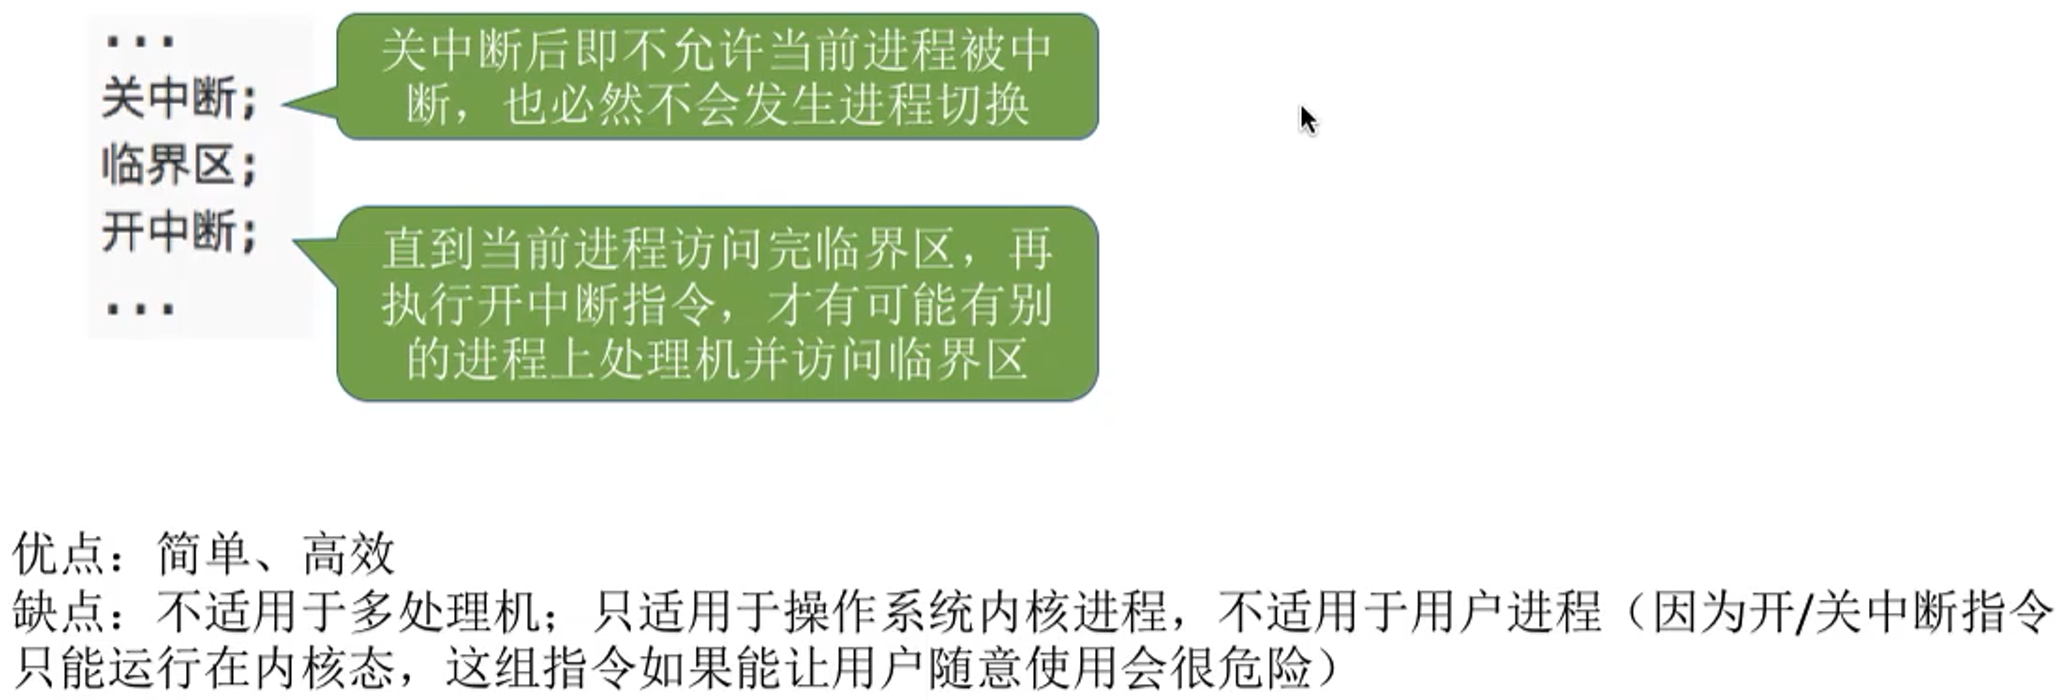 ...
关中断;
临界区;
开中断;
...
关中断后即不允许当前进程被中
断，也必然不会发生进程切换
直到当前进程访问完临界区，再
执行开中断指令，才有可能有别
的进程上处理机并访问临界区
优点：简单、高效
缺点：不适用于多处理机；只适用于操作系统内核进程，不适用于用户进程（因为开/关中断指令
只能运行在内核态，这组指令如果能让用户随意使用会很危险）